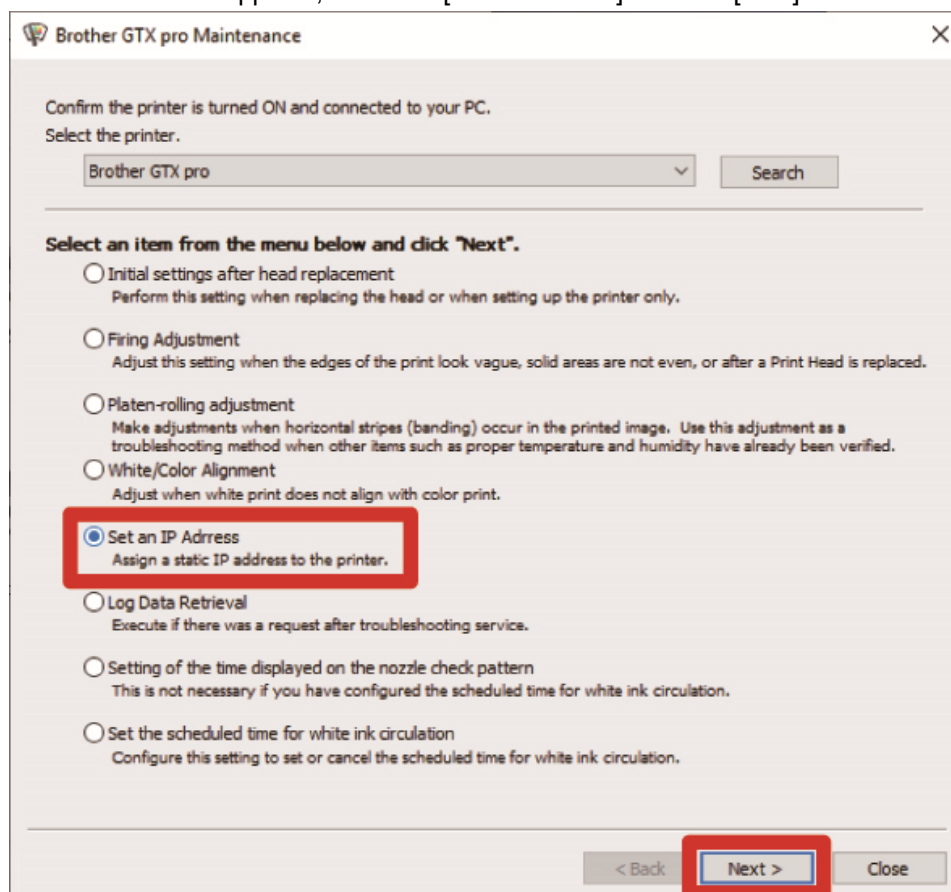 Brother GTX pro Maintenance
Confirm the printer is turned ON and connected to your PC.
Select the printer.
Brother GTX pro
Search
Select an item from the menu below and click "Next".
Initial settings after head replacement
Perform this setting when replacing the head or when setting up the printer only.
Firing Adjustment
Adjust this setting when the edges of the print look vague, solid areas are not even, or after a Print Head is replaced.
Platen-rolling adjustment
Make adjustments when horizontal stripes (banding) occur in the printed image. Use this adjustment as a
troubleshooting method when other items such as proper temperature and humidity have already been verified.
White/Color Alignment
Adjust when white print does not align with color print.
Set an IP Adrress
Assign a static IP address to the printer.
Log Data Retrieval
Execute if there was a request after troubleshooting service.
Setting of the time displayed on the nozzle check pattern
This is not necessary if you have configured the scheduled time for white ink circulation.
Set the scheduled time for white ink circulation
Configure this setting to set or cancel the scheduled time for white ink circulation.
< Back Next > Close